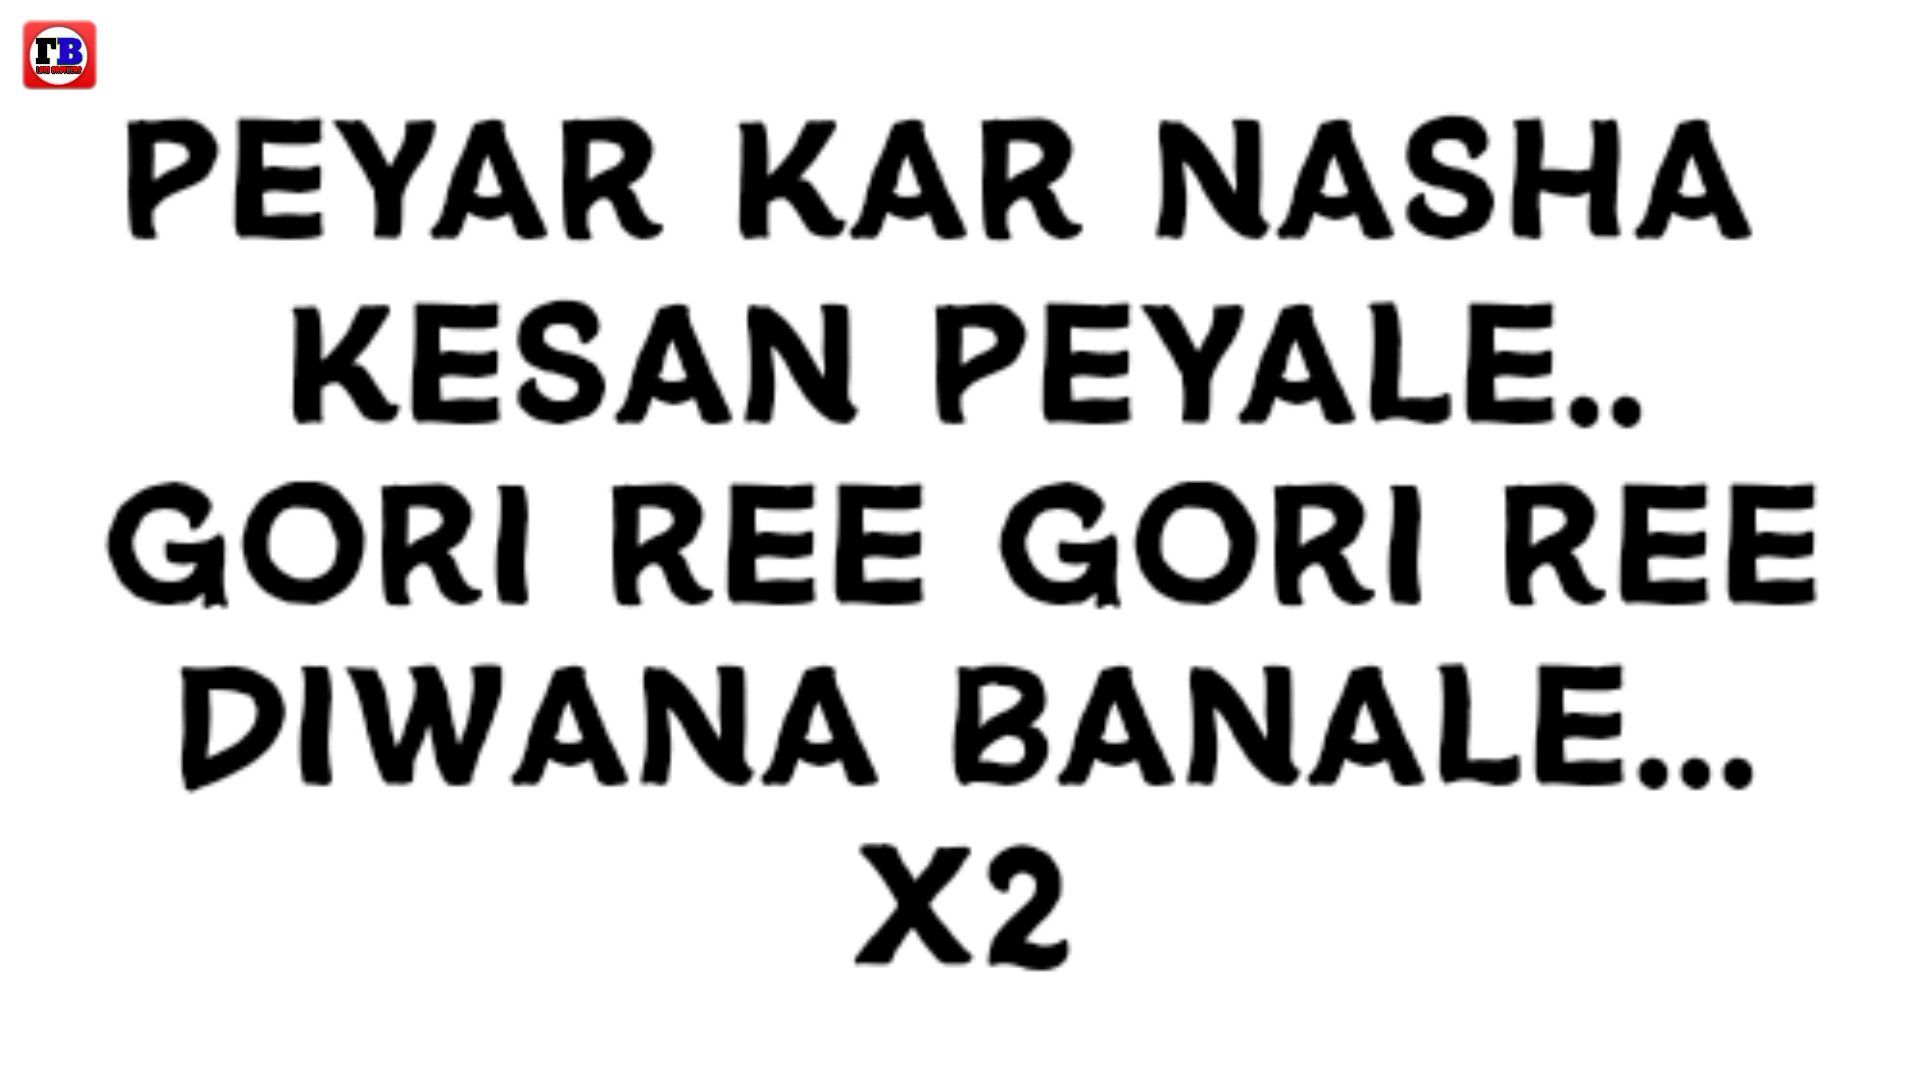 PEYAR KAR NASHA
KESAN PEYALE..
GORI REE GORI REE
DIWANA BANALE...
X2